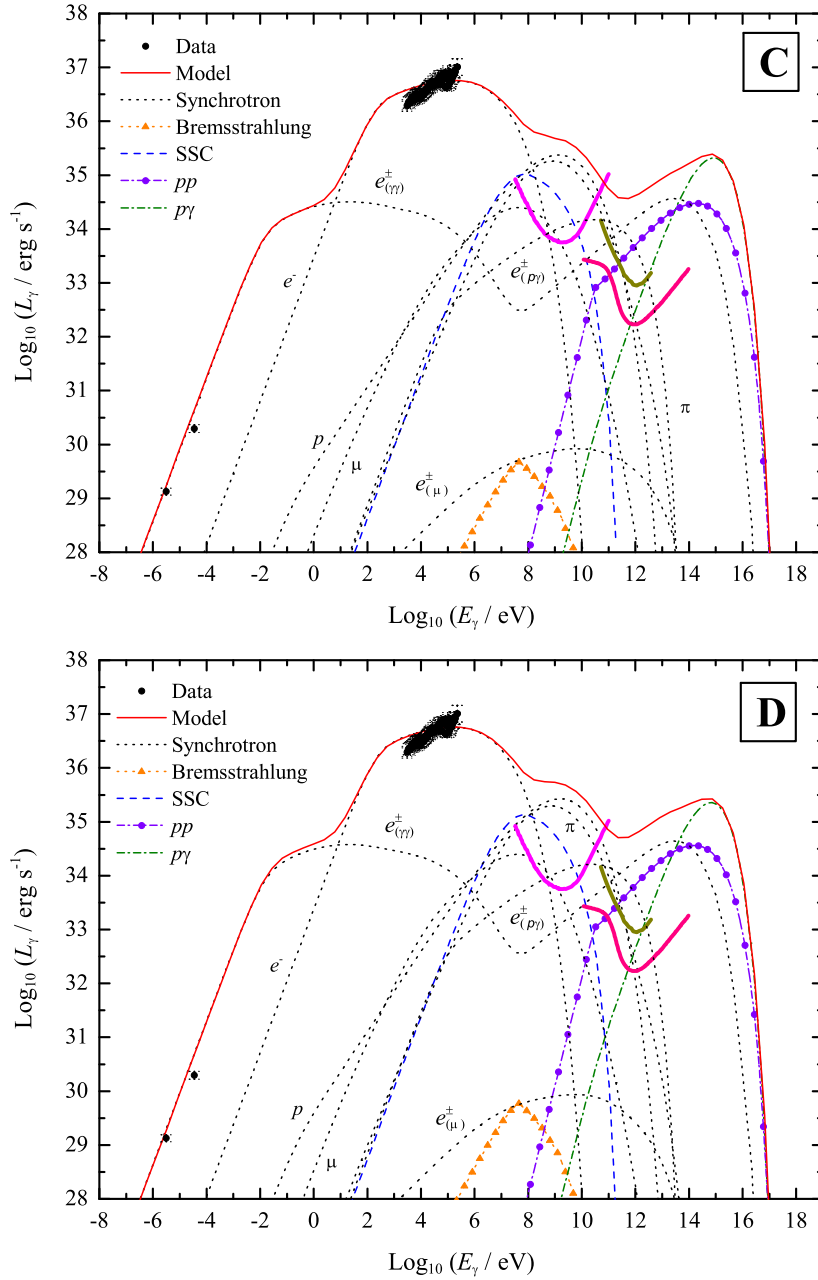 C
Data
Model
Synchrotron
Bremsstrahlung
SSC
pp
pγ
e±(γγ)
e-
e±(pγ)
p
μ
π
e±(μ)
38
37
36
35
34
33
32
31
30
29
28
Log10 (Lγ / erg s-1)
-8 -6 -4 -2 0 2 4 6 8 10 12 14 16 18
Log10 (Eγ / eV)
D
Data
Model
Synchrotron
Bremsstrahlung
SSC
pp
pγ
e±(γγ)
π
e±(pγ)
e-
p
e±(μ)
μ
38
37
36
35
34
33
32
31
30
29
28
Log10 (Lγ / erg s-1)
-8 -6 -4 -2 0 2 4 6 8 10 12 14 16 18
Log10 (Eγ / eV)